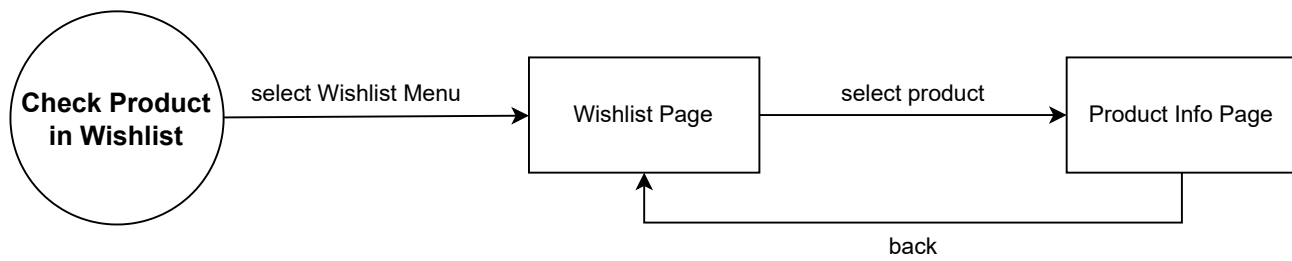 Check Product
in Wishlist
select Wishlist Menu
Wishlist Page
select product
Product Info Page
back